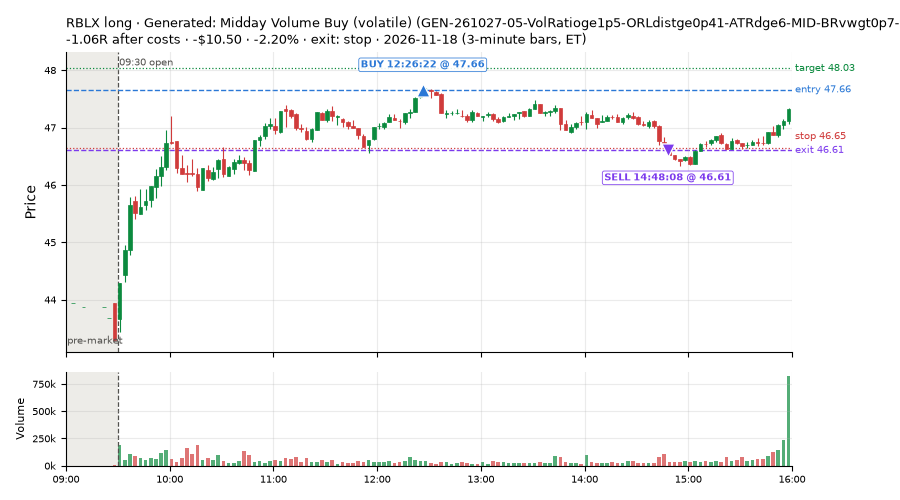 RBLX long · Generated: Midday Volume Buy (volatile) (GEN-261027-05-VolRatioge1p5-ORLdistge0p41-ATRdge6-MID-BRvwgt0p7-
-1.06R after costs · -$10.50 · -2.20% · exit: stop · 2026-11-18 (3-minute bars, ET)
09:30 open
BUY 12:26:22 @ 47.66
target 48.03
entry 47.66
stop 46.65
exit 46.61
SELL 14:48:08 @ 46.61
pre-market
48
47
46
45
44
Price
750k
500k
250k
0k
Volume
09:00
10:00
11:00
12:00
13:00
14:00
15:00
16:00